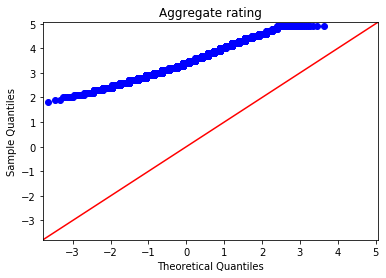 Aggregate rating
5
4
3
2
1
0
−1
−2
−3
Sample Quantiles
−3 −2 −1 0 1 2 3 4 5
Theoretical Quantiles